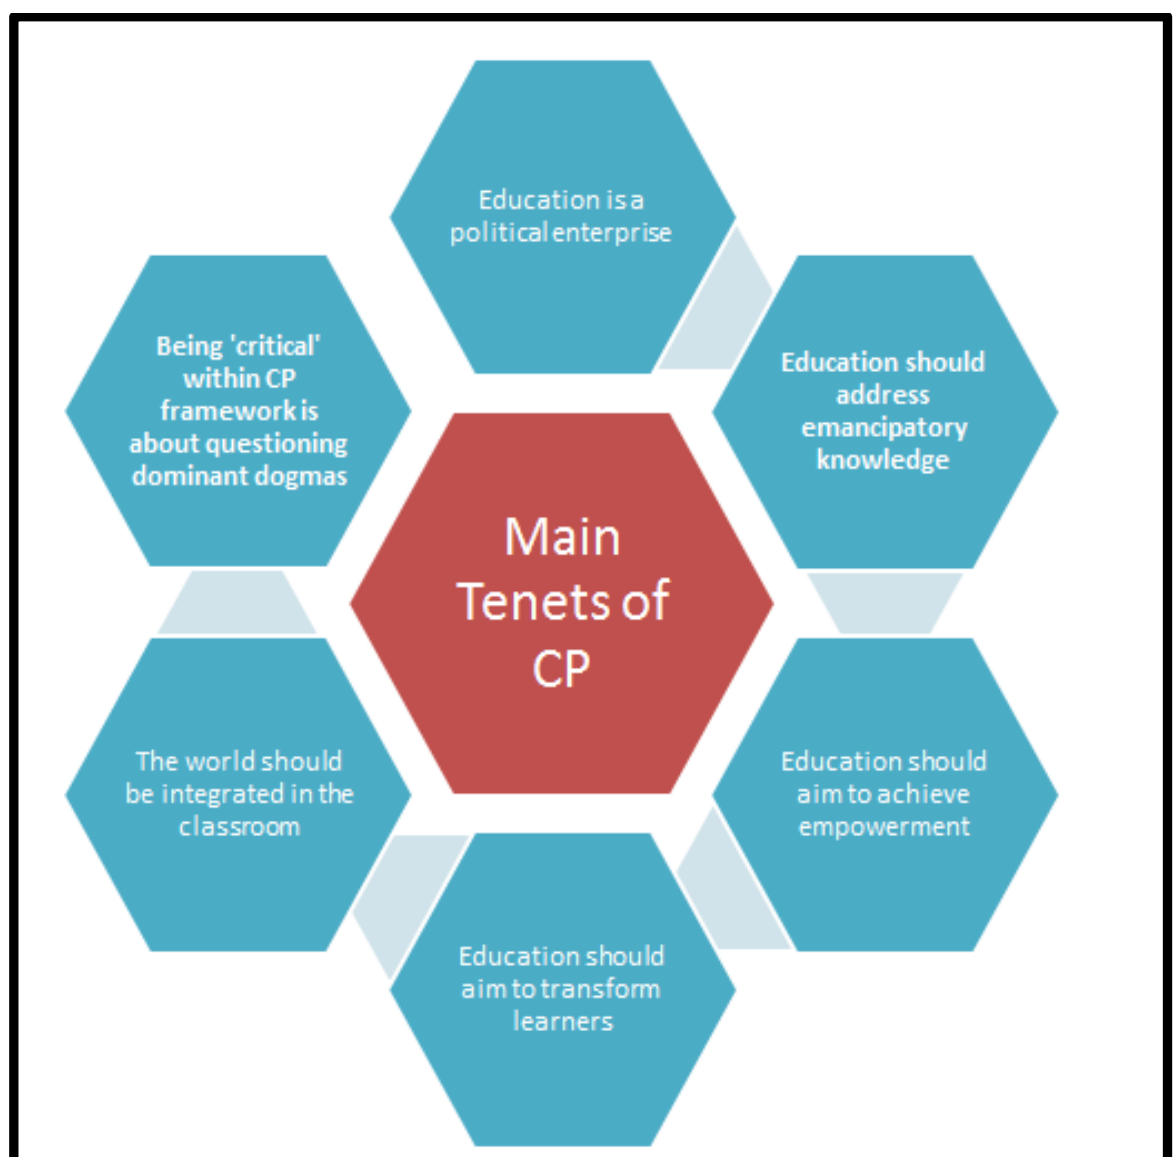 Education is a
political enterprise
Education should
address
emancipatory
knowledge
Education should
aim to achieve
empowerment
Education should
aim to transform
learners
The world should
be integrated in the
classroom
Being 'critical'
within CP
framework is
about questioning
dominant dogmas
Main
Tenets of
CP